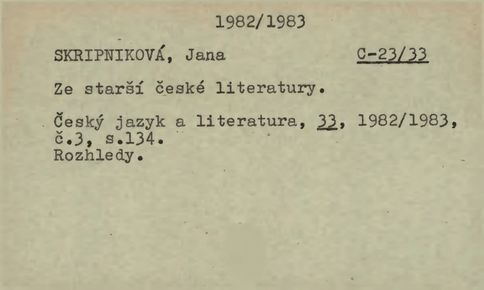 1982/1983
SKRIPNIKOVÁ, Jana C-23/33
Ze starší české literatury.
Český jazyk a literatura, 33, 1982/1983,
č.3, s.134.
Rozhledy.